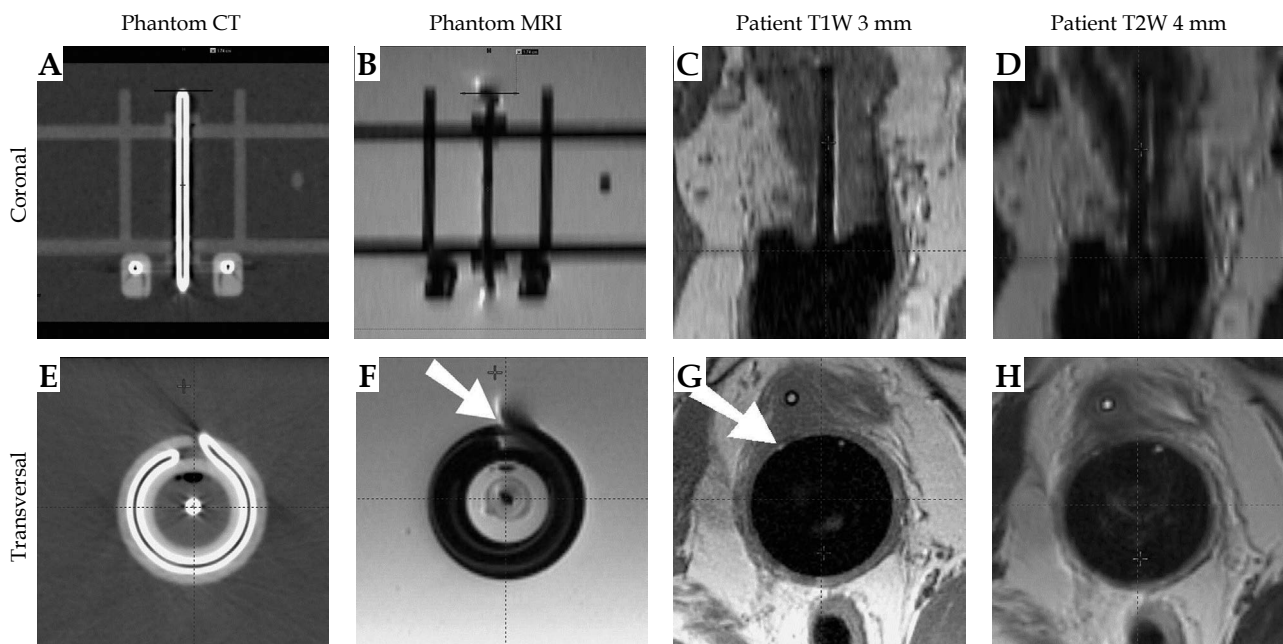 Phantom CT
Phantom MRI
Patient T1W 3 mm
Patient T2W 4 mm
Coronal
A
B
C
D
Transversal
E
F
G
H